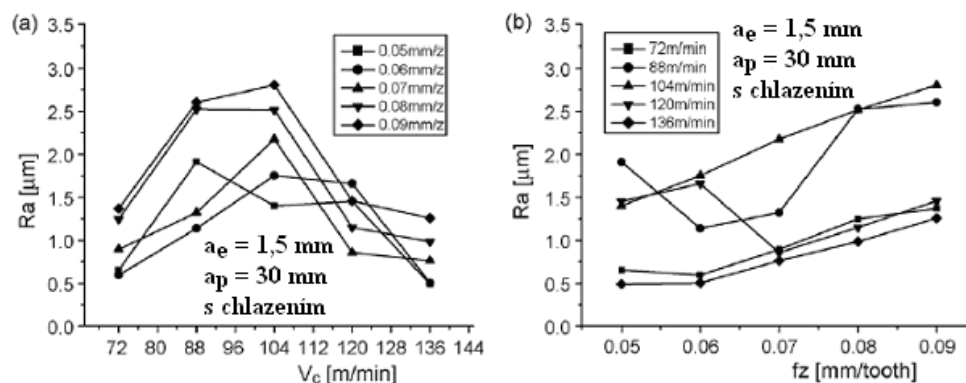 (a)
Ra [μm]
3.5
3.0
2.5
2.0
1.5
1.0
0.5
0.0
0.05mm/z
0.06mm/z
0.07mm/z
0.08mm/z
0.09mm/z
ae = 1,5 mm
ap = 30 mm
s chlazením
72 80 88 96 104 112 120 128 136 144
Vc [m/min]
(b)
Ra [μm]
3.5
3.0
2.5
2.0
1.5
1.0
0.5
0.0
72m/min
88m/min
104m/min
120m/min
136m/min
ae = 1,5 mm
ap = 30 mm
s chlazením
0.05 0.06 0.07 0.08 0.09
fz [mm/tooth]